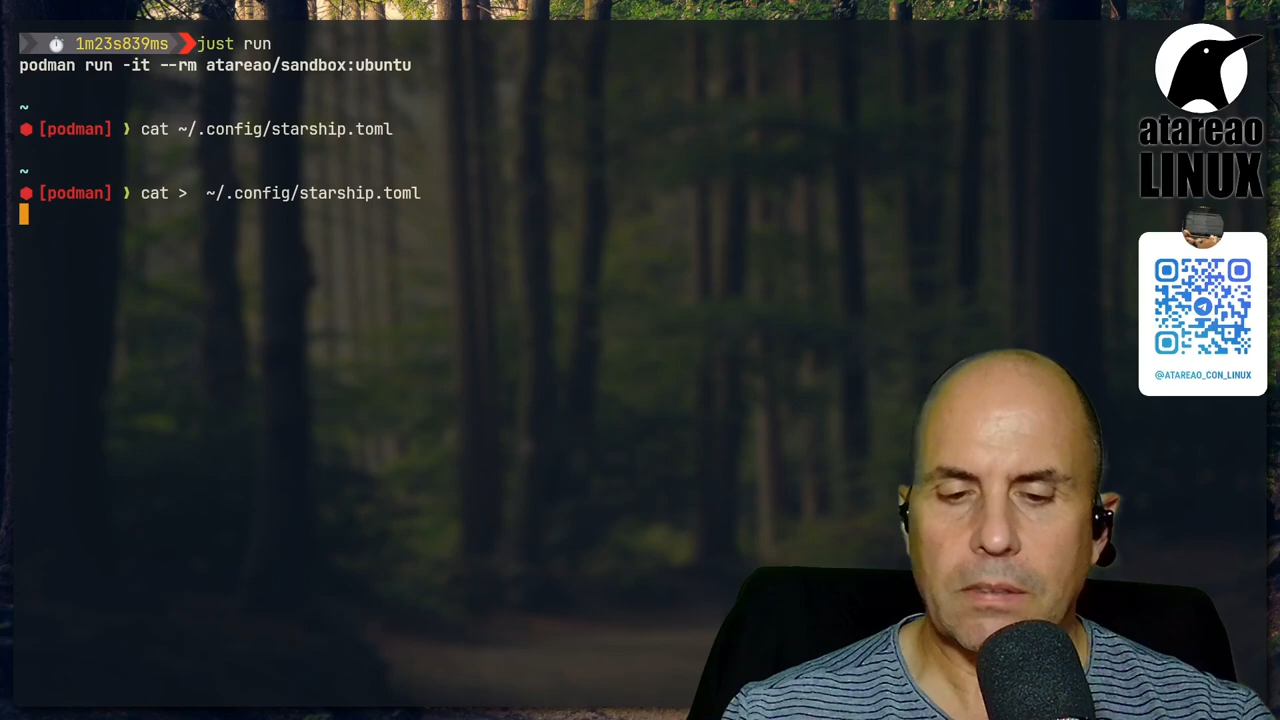 1m23s839ms just run
podman run -it --rm atareao/sandbox:ubuntu
~
[podman] ❯ cat ~/.config/starship.toml
~
[podman] ❯ cat >  ~/.config/starship.toml
atareao
LINUX
@ATAREAO_CON_LINUX